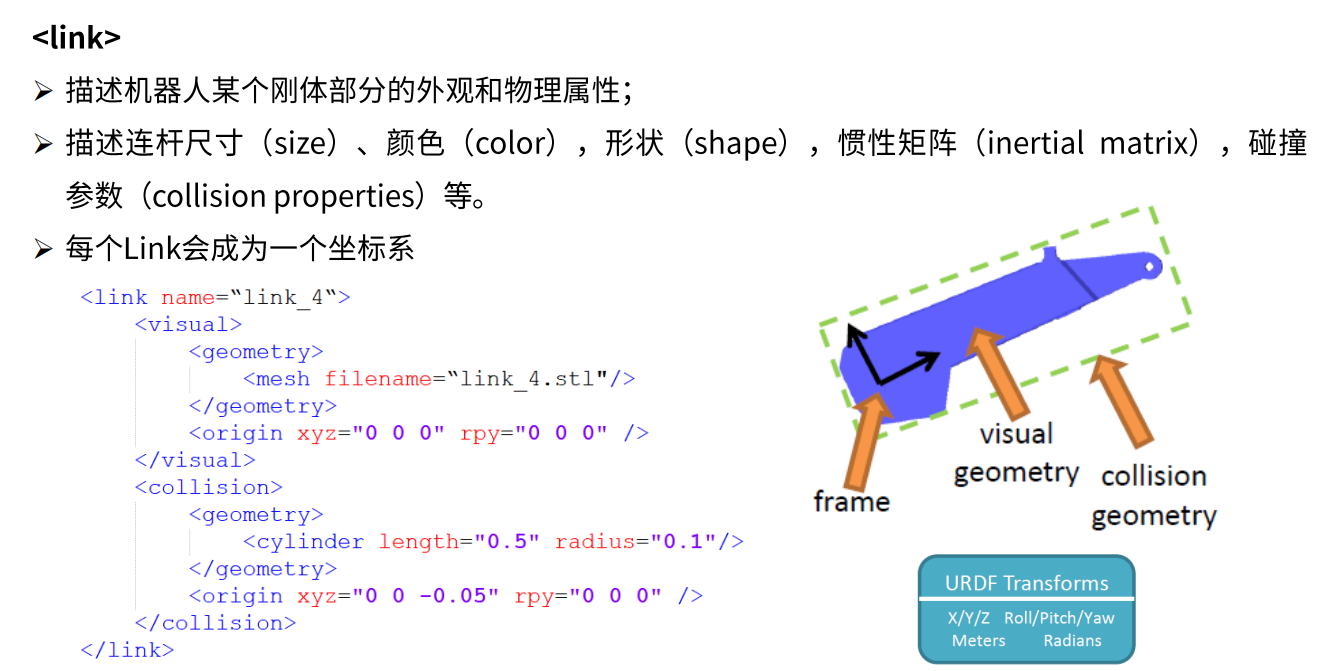 <link>
➢ 描述机器人某个刚体部分的外观和物理属性；
➢ 描述连杆尺寸（size）、颜色（color），形状（shape），惯性矩阵（inertial matrix），碰撞
参数（collision properties）等。
➢ 每个Link会成为一个坐标系
<link name=“link_4“>
<visual>
<geometry>
<mesh filename=“link_4.stl"/>
</geometry>
<origin xyz="0 0 0" rpy="0 0 0" />
</visual>
<collision>
<geometry>
<cylinder length="0.5" radius="0.1"/>
</geometry>
<origin xyz="0 0 -0.05" rpy="0 0 0" />
</collision>
</link>
frame
visual
geometry
collision
geometry
URDF Transforms
X/Y/Z Roll/Pitch/Yaw
Meters Radians